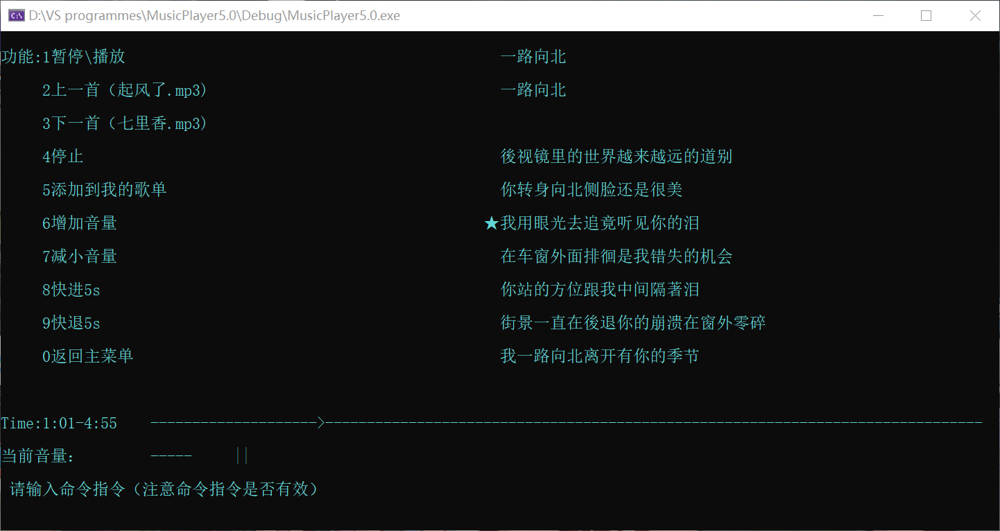 D:\VS programmes\MusicPlayer5.0\Debug\MusicPlayer5.0.exe
功能:1暂停\播放
2上一首（起风了.mp3)
3下一首（七里香.mp3)
4停止
5添加到我的歌单
6增加音量
7减小音量
8快进5s
9快退5s
0返回主菜单
一路向北
一路向北
後视镜里的世界越来越远的道别
你转身向北侧脸还是很美
★我用眼光去追竟听见你的泪
在车窗外面排徊是我错失的机会
你站的方位跟我中间隔著泪
街景一直在後退你的崩溃在窗外零碎
我一路向北离开有你的季节
Time:1:01-4:55 -------------------->-------------------------------------------------------------------------------
当前音量: ----- ||
请输入命令指令（注意命令指令是否有效）